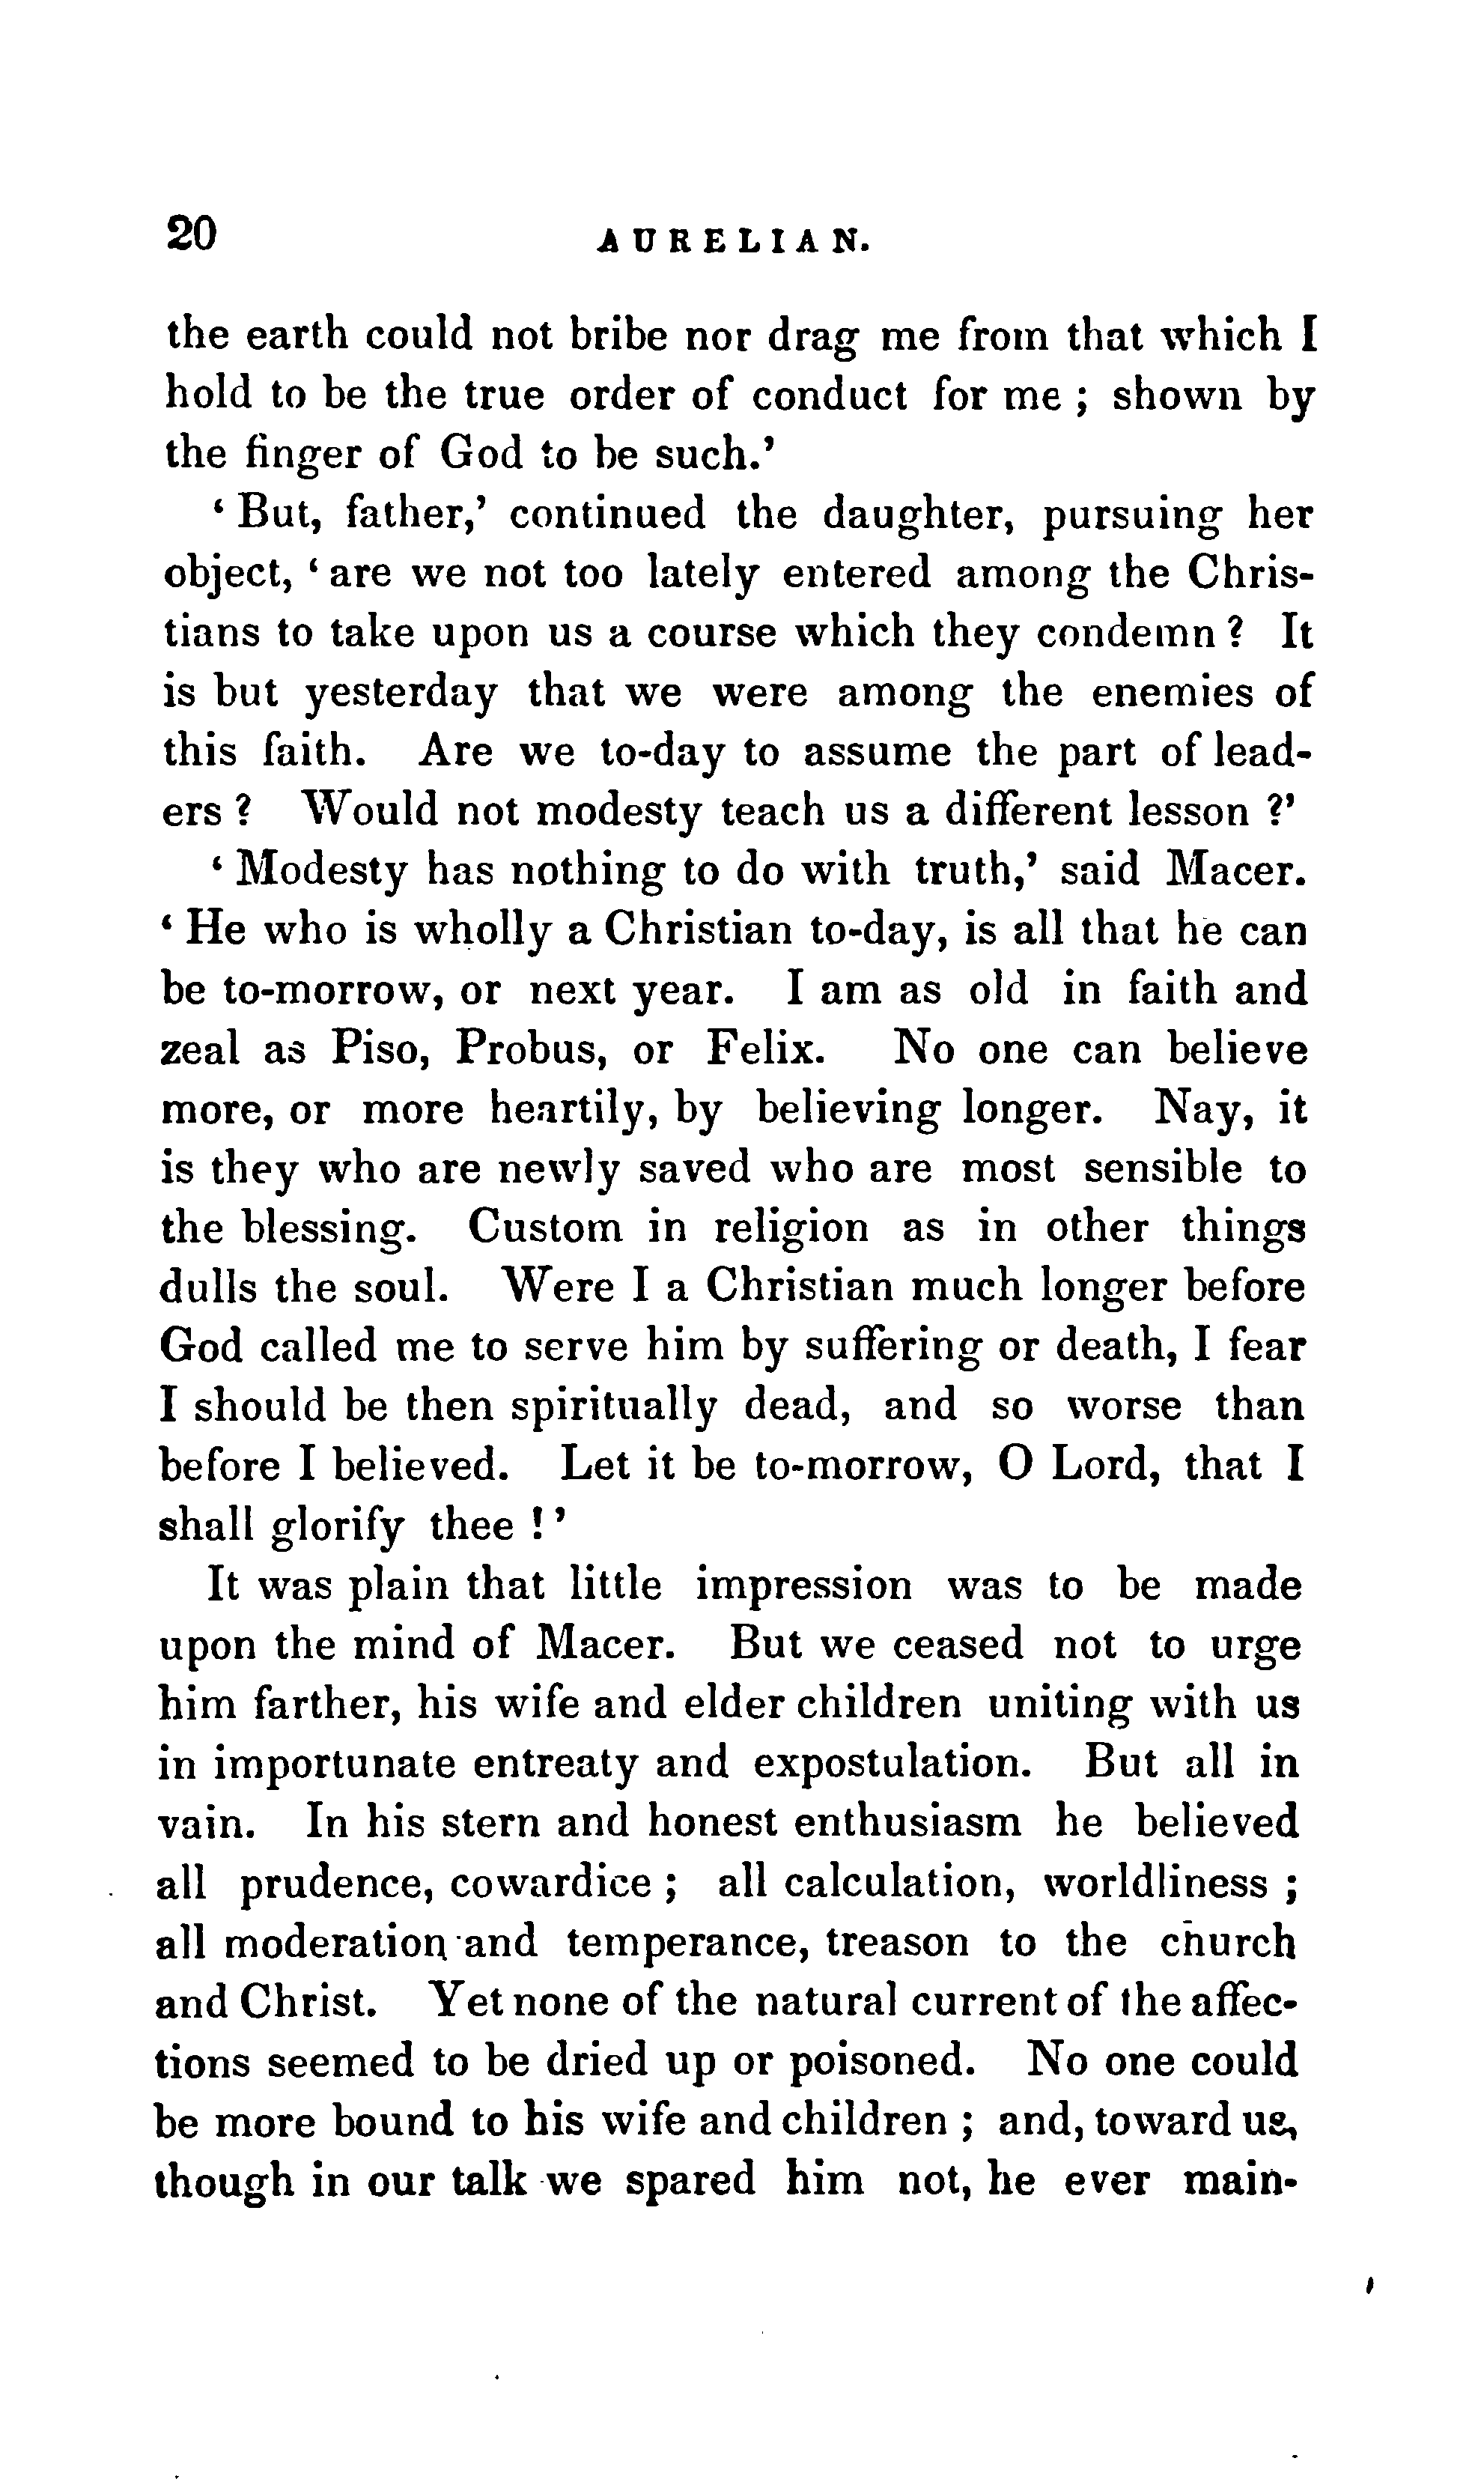 20 AURELIAN.
the earth could not bribe nor drag me from that which I
hold to be the true order of conduct for me ; shown by
the finger of God to be such.’
‘ But, father,’ continued the daughter, pursuing her
object, ‘ are we not too lately entered among the Chris-
tians to take upon us a course which they condemn ? It
is but yesterday that we were among the enemies of
this faith. Are we to-day to assume the part of lead-
ers ? Would not modesty teach us a different lesson ?’
‘ Modesty has nothing to do with truth,’ said Macer.
‘ He who is wholly a Christian to-day, is all that he can
be to-morrow, or next year. I am as old in faith and
zeal as Piso, Probus, or Felix. No one can believe
more, or more heartily, by believing longer. Nay, it
is they who are newly saved who are most sensible to
the blessing. Custom in religion as in other things
dulls the soul. Were I a Christian much longer before
God called me to serve him by suffering or death, I fear
I should be then spiritually dead, and so worse than
before I believed. Let it be to-morrow, O Lord, that I
shall glorify thee ! ’
It was plain that little impression was to be made
upon the mind of Macer. But we ceased not to urge
him farther, his wife and elder children uniting with us
in importunate entreaty and expostulation. But all in
vain. In his stern and honest enthusiasm he believed
all prudence, cowardice ; all calculation, worldliness ;
all moderation and temperance, treason to the church
and Christ. Yet none of the natural current of the affec-
tions seemed to be dried up or poisoned. No one could
be more bound to his wife and children ; and, toward us,
though in our talk we spared him not, he ever main-